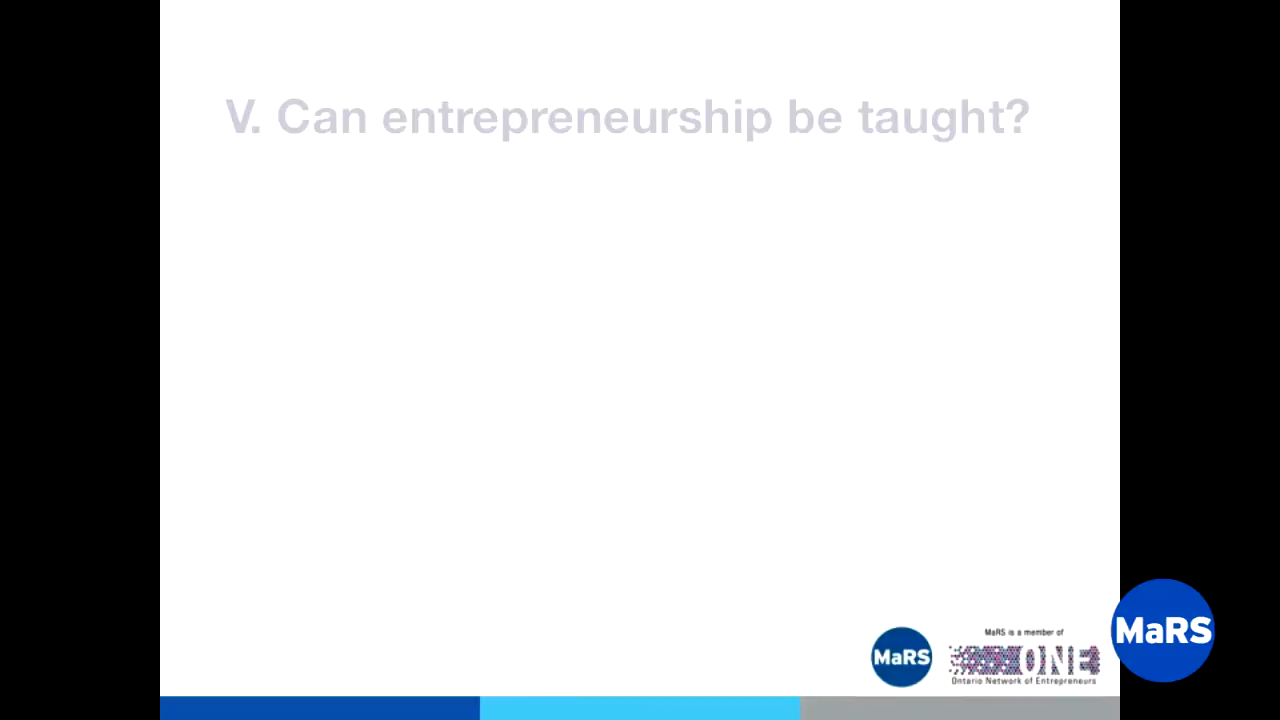 V. Can entrepreneurship be taught?
MaRS is a member of
MaRS
ONE
Ontario Network of Entrepreneurs
MaRS